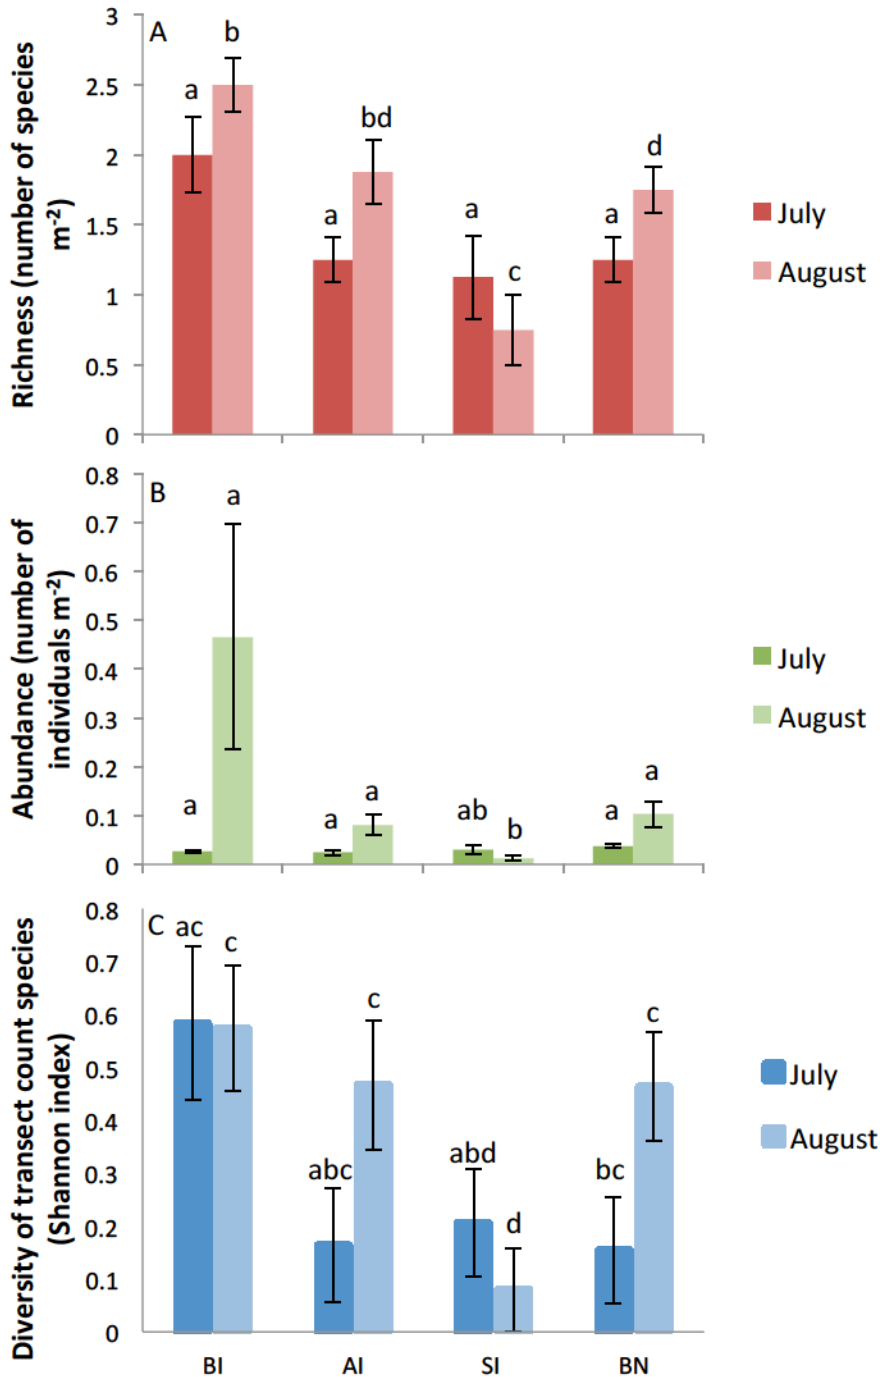 A
Richness (number of species
m-2)
3
2.5
2
1.5
1
0.5
0
a
b
a
bd
a
c
a
d
July
August
B
Abundance (number of
individuals m-2)
0.8
0.7
0.6
0.5
0.4
0.3
0.2
0.1
0
a
a
a
a
ab
b
a
a
July
August
C
Diversity of transect count species
(Shannon index)
0.8
0.7
0.6
0.5
0.4
0.3
0.2
0.1
0
ac
c
abc
c
abd
d
bc
c
July
August
BI
AI
SI
BN